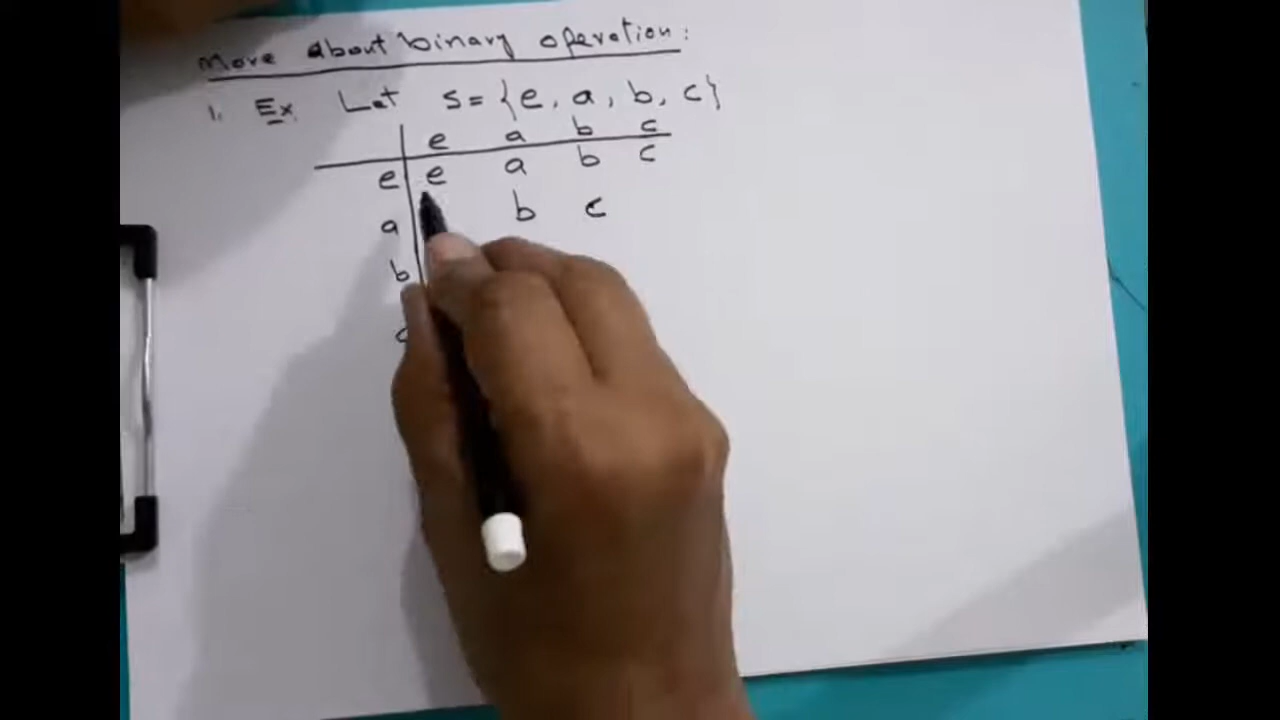 More about binary operation:
1. Ex. Let s = {e, a, b, c}
e a b c
e e a b c
a b c
b